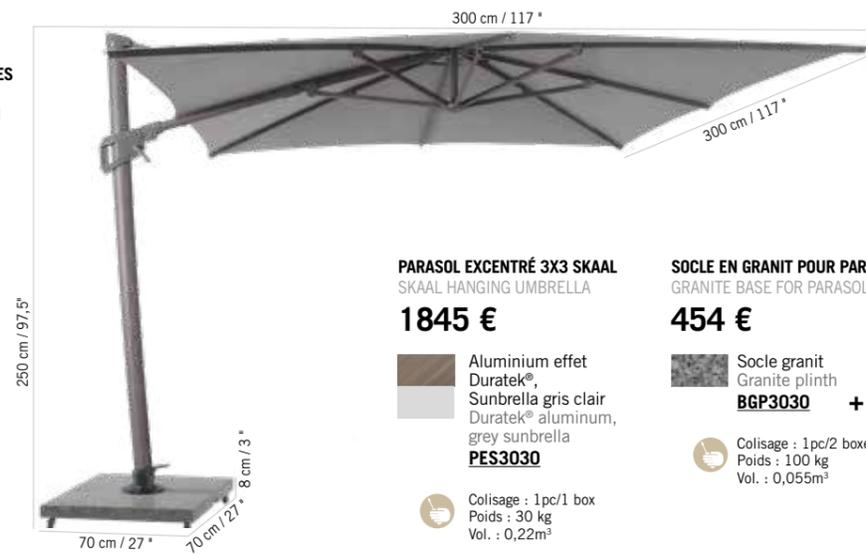 300 cm / 117 "
ES
300 cm / 117 "
250 cm / 97,5"
8 cm / 3 "
70 cm / 27 "
70 cm / 27 "
PARASOL EXCENTRÉ 3X3 SKAAL
SKAAL HANGING UMBRELLA
1845 €
Aluminium effet
Duratek®,
Sunbrella gris clair
Duratek® aluminum,
grey sunbrella
PES3030
Colisage : 1pc/1 box
Poids : 30 kg
Vol. : 0,22m³
SOCLE EN GRANIT POUR PAR
GRANITE BASE FOR PARASOL
454 €
Socle granit
Granite plinth
BGP3030 +
Colisage : 1pc/2 boxe
Poids : 100 kg
Vol. : 0,055m³